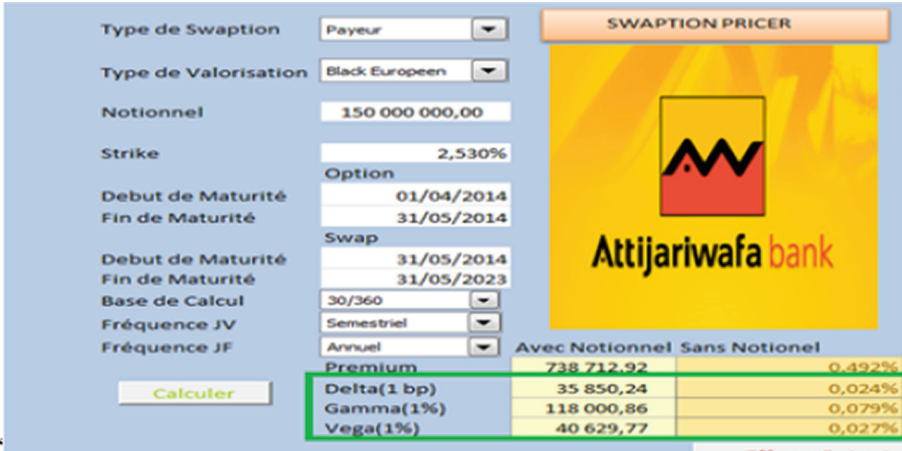 SWAPTION PRICER
Type de Swaption Payeur
Type de Valorisation Black Europeen
Notionnel 150 000 000,00
Strike 2,530%
Option
Debut de Maturité 01/04/2014
Fin de Maturité 31/05/2014
Swap
Debut de Maturité 31/05/2014
Fin de Maturité 31/05/2023
Base de Calcul 30/360
Fréquence JV Semestriel
Fréquence JF Annuel
Attijariwafa bank
Avec Notionnel Sans Notionel
Premium 738 712,92 0,492%
Calculer
Delta(1 bp) 35 850,24 0,024%
Gamma(1%) 118 000,86 0,079%
Vega(1%) 40 629,77 0,027%